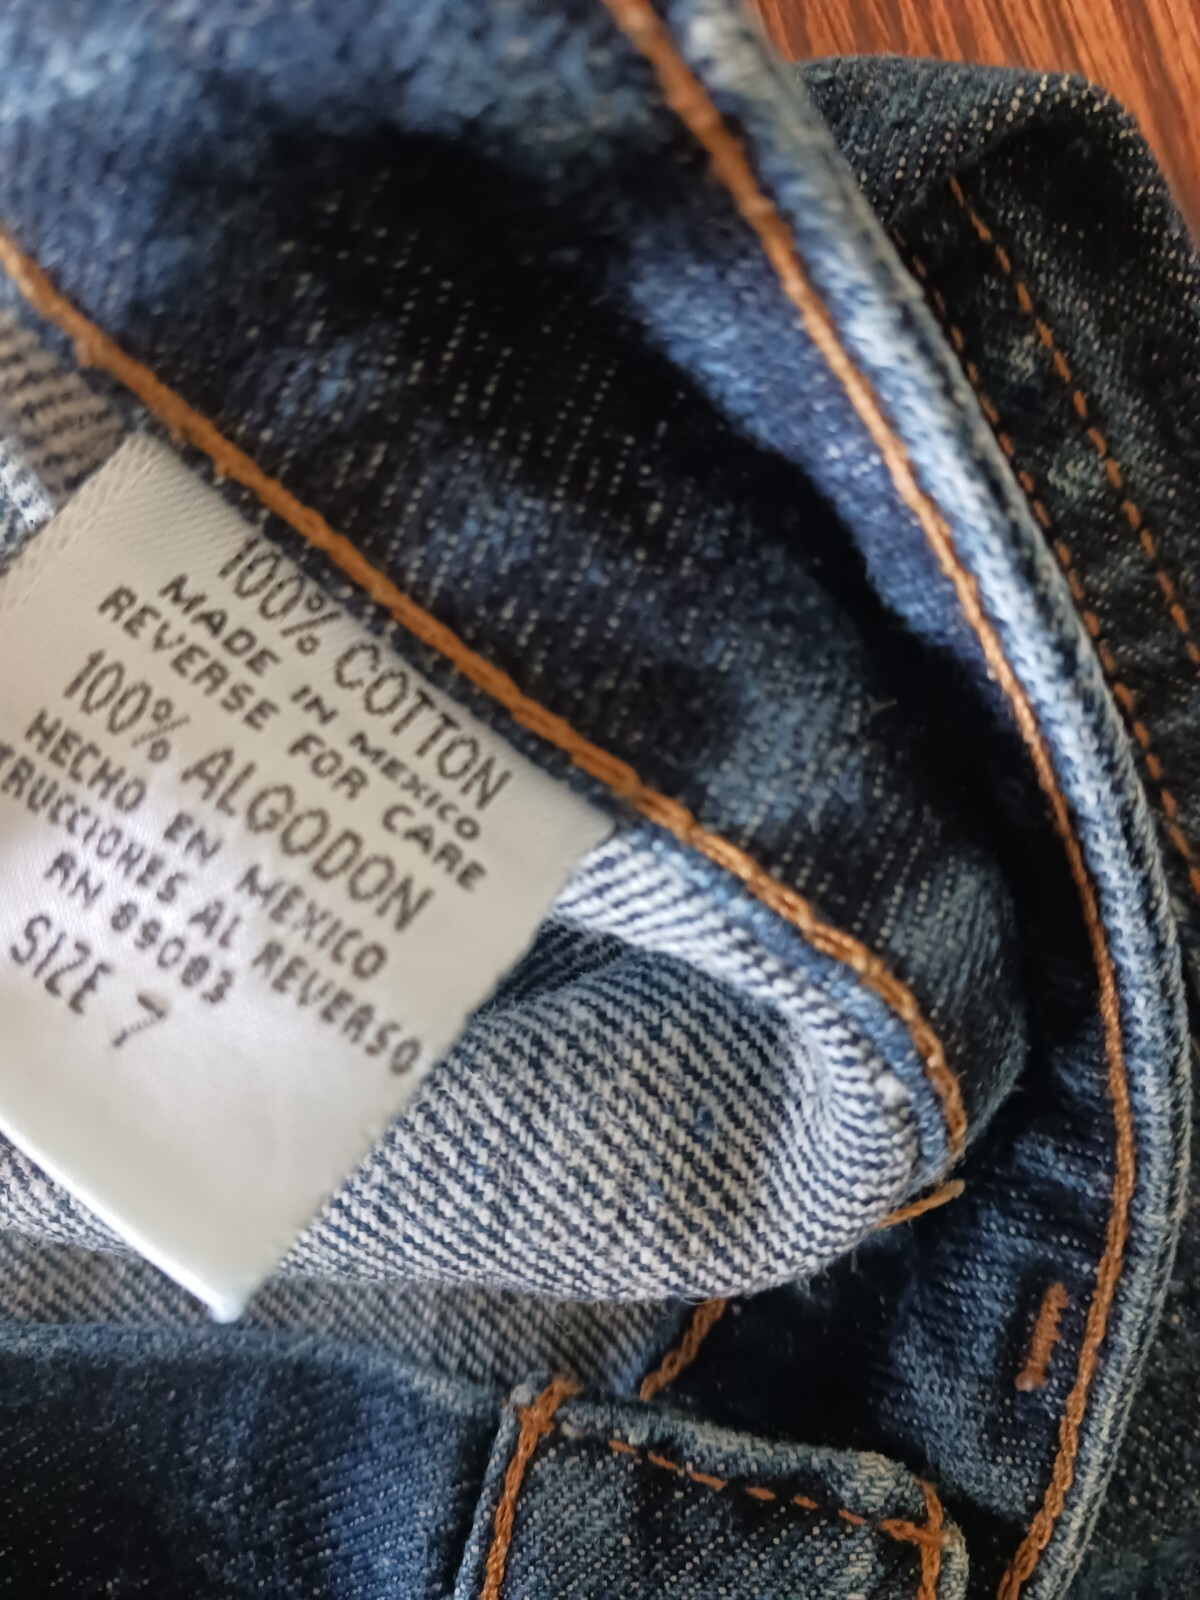 100% COTTON
MADE IN MEXICO
REVERSE FOR CARE
100% ALGODON
HECHO EN MEXICO
TRUCCIONES AL REVERSO
RN 89083
SIZE 7